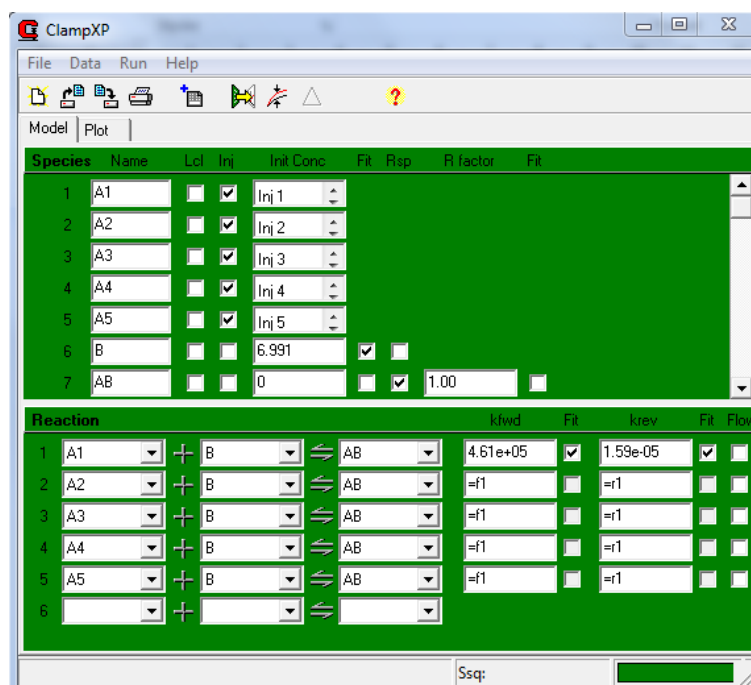 ClampXP
File Data Run Help
?
Model Plot
Species Name Lcl Inj Init Conc Fit Rsp R factor Fit
1 A1 Inj 1
2 A2 Inj 2
3 A3 Inj 3
4 A4 Inj 4
5 A5 Inj 5
6 B 6.991
7 AB 0 1.00
Reaction kfwd Fit krev Fit Flow
1 A1 + B ⇌ AB 4.61e+05 1.59e-05
2 A2 + B ⇌ AB =f1 =r1
3 A3 + B ⇌ AB =f1 =r1
4 A4 + B ⇌ AB =f1 =r1
5 A5 + B ⇌ AB =f1 =r1
6 + ⇌
Ssq: